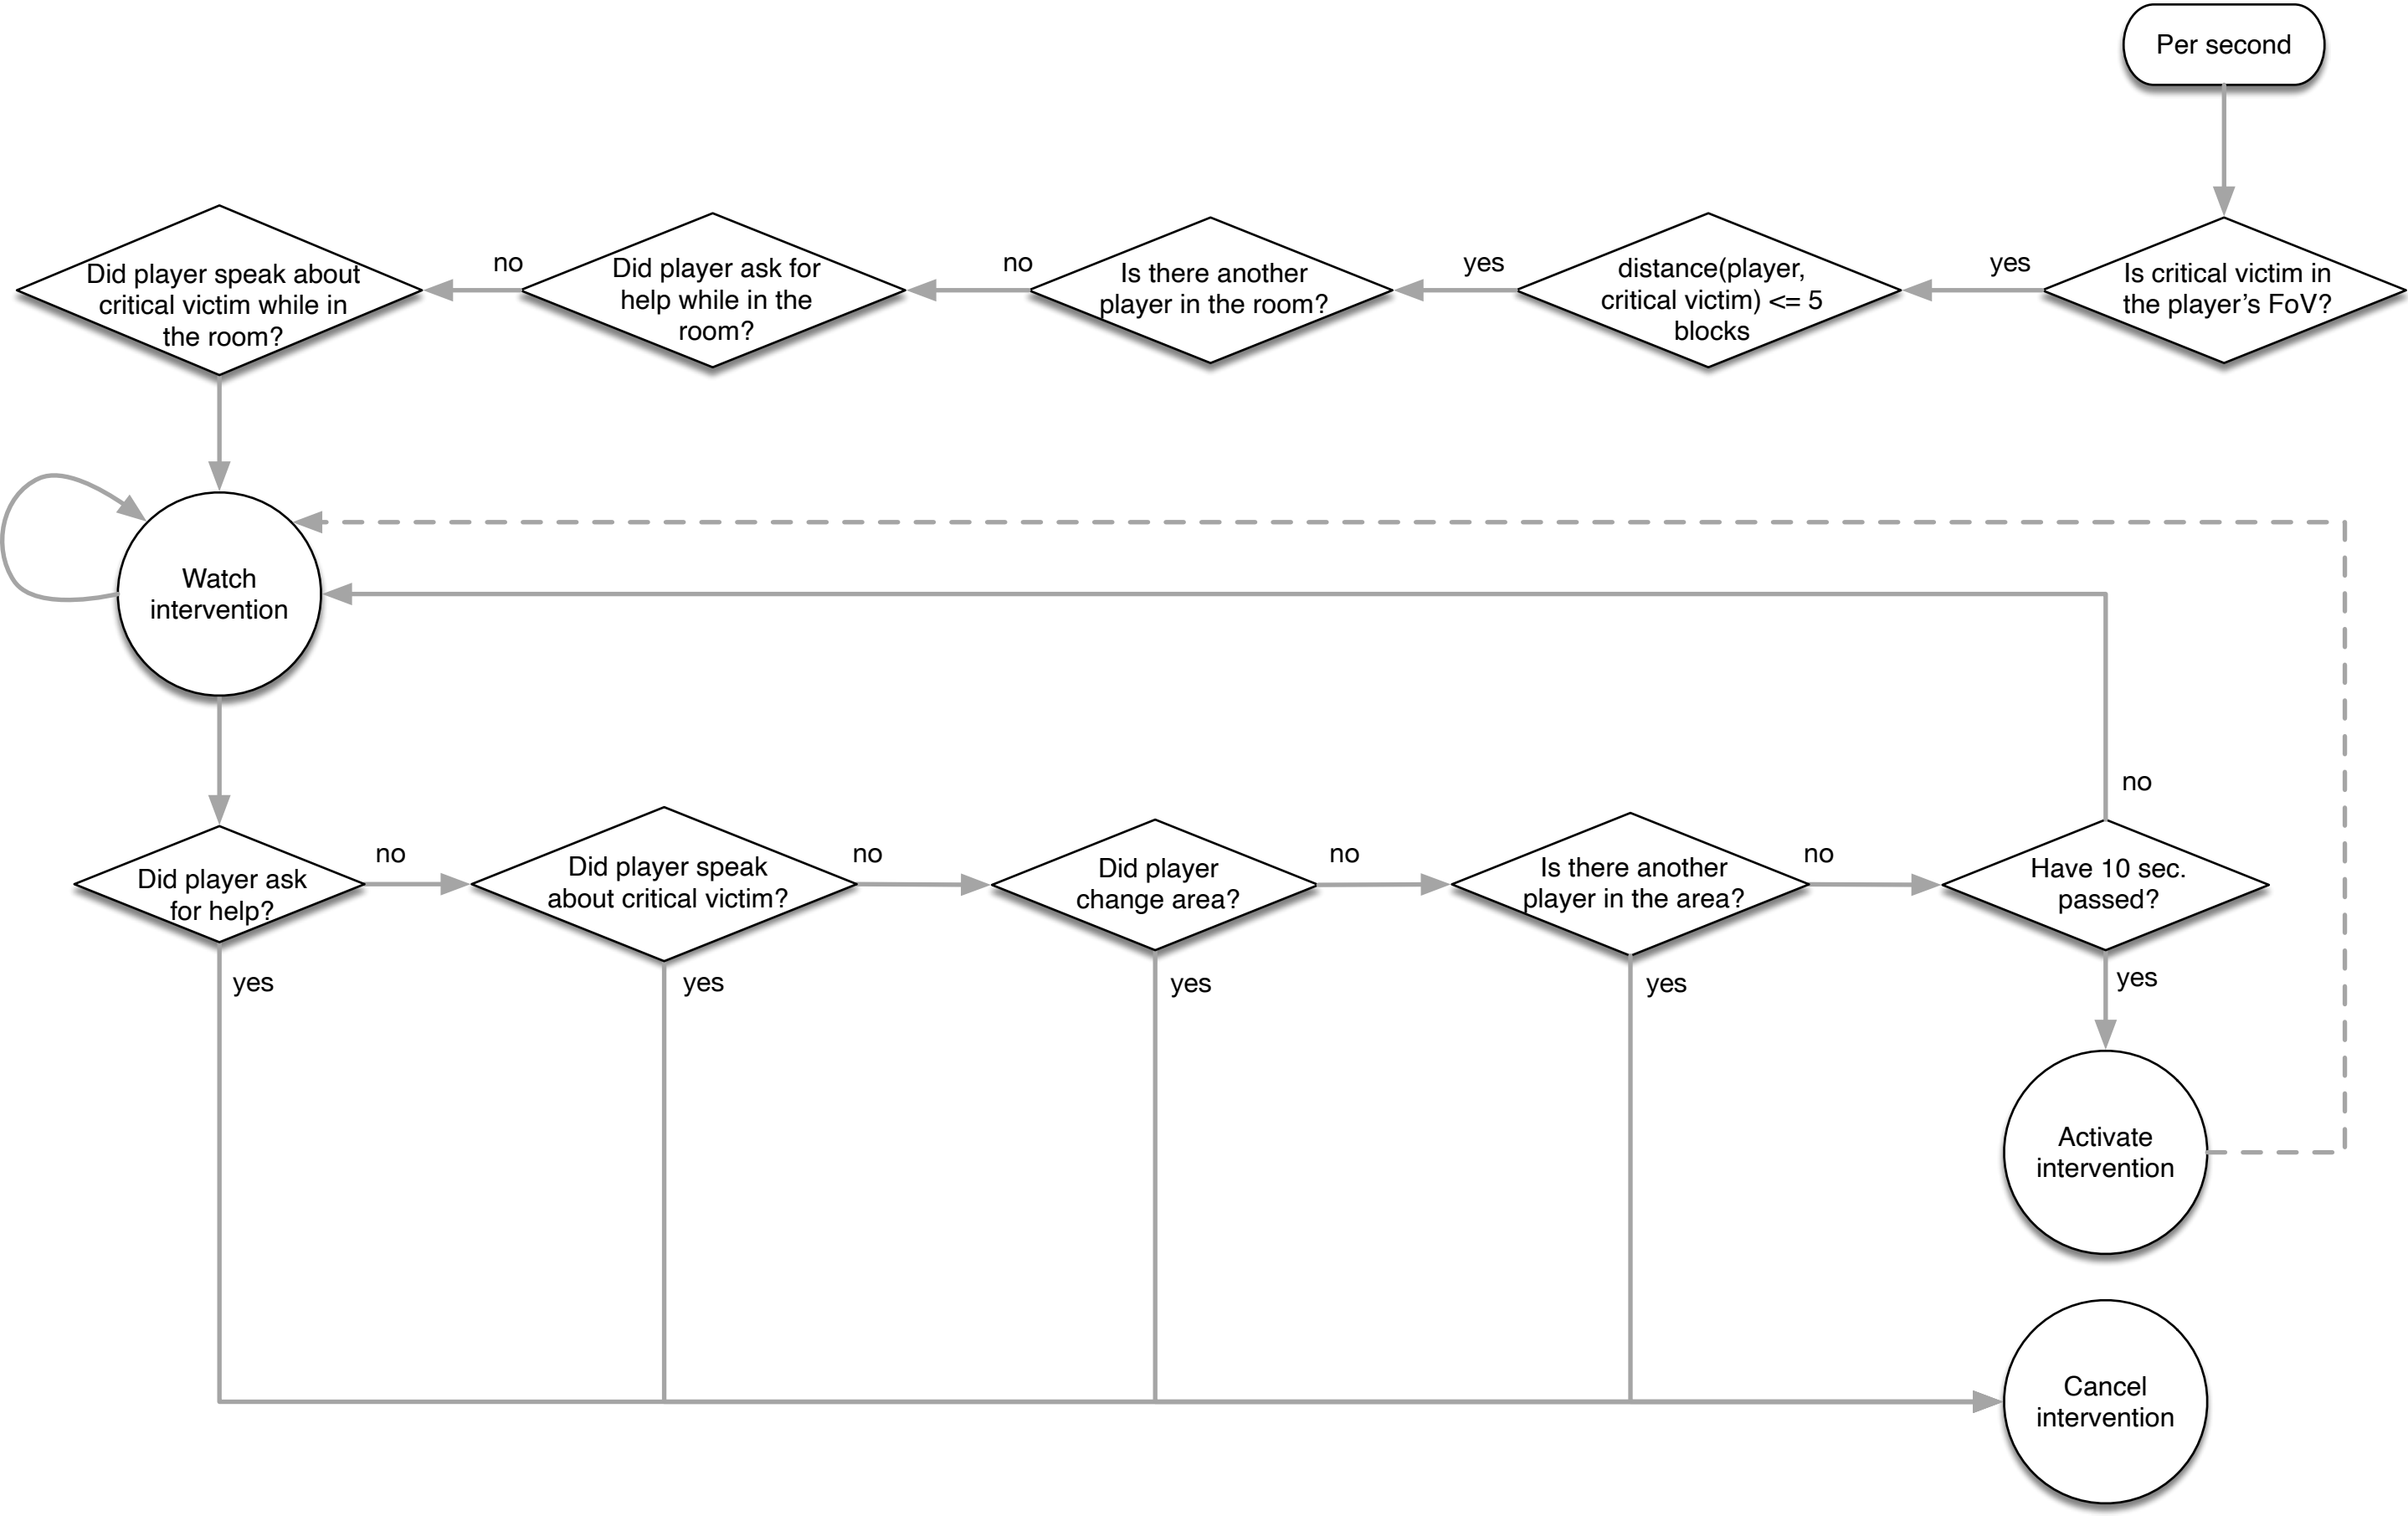 Per second
Is critical victim in
the player's FoV?
yes
distance(player,
critical victim) <= 5
blocks
yes
Is there another
player in the room?
no
Did player ask for
help while in the
room?
no
Did player speak about
critical victim while in
the room?
Watch
intervention
Did player ask
for help?
no
yes
Did player speak
about critical victim?
no
yes
Did player
change area?
no
yes
Is there another
player in the area?
no
yes
Have 10 sec.
passed?
no
yes
Activate
intervention
Cancel
intervention